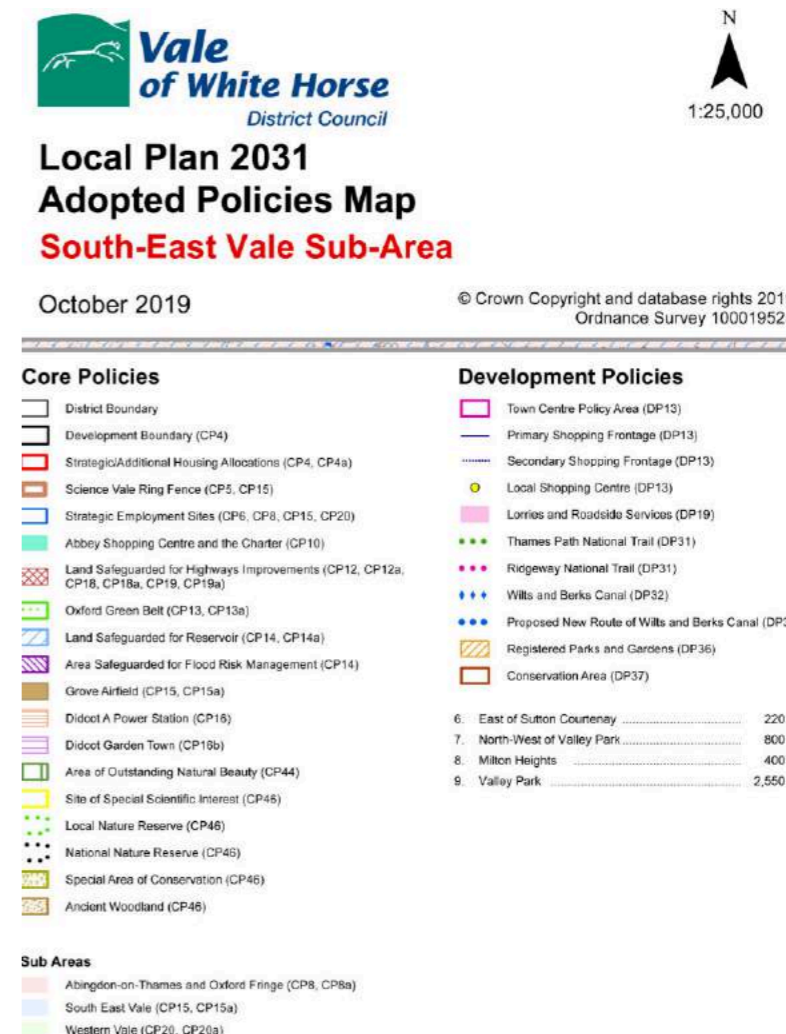 Vale
of White Horse
District Council
N
1:25,000
Local Plan 2031
Adopted Policies Map
South-East Vale Sub-Area
October 2019
© Crown Copyright and database rights 201
Ordnance Survey 10001952
Core Policies
District Boundary
Development Boundary (CP4)
Strategic/Additional Housing Allocations (CP4, CP4a)
Science Vale Ring Fence (CP5, CP15)
Strategic Employment Sites (CP6, CP8, CP15, CP20)
Abbey Shopping Centre and the Charter (CP10)
Land Safeguarded for Highways Improvements (CP12, CP12a,
CP18, CP18a, CP19, CP19a)
Oxford Green Belt (CP13, CP13a)
Land Safeguarded for Reservoir (CP14, CP14a)
Area Safeguarded for Flood Risk Management (CP14)
Grove Airfield (CP15, CP15a)
Didcot A Power Station (CP16)
Didcot Garden Town (CP16b)
Area of Outstanding Natural Beauty (CP44)
Site of Special Scientific Interest (CP46)
Local Nature Reserve (CP46)
National Nature Reserve (CP46)
Special Area of Conservation (CP46)
Ancient Woodland (CP46)
Sub Areas
Abingdon-on-Thames and Oxford Fringe (CP8, CP8a)
South East Vale (CP15, CP15a)
Western Vale (CP20, CP20a)
Development Policies
Town Centre Policy Area (DP13)
Primary Shopping Frontage (DP13)
Secondary Shopping Frontage (DP13)
Local Shopping Centre (DP13)
Lorries and Roadside Services (DP19)
Thames Path National Trail (DP31)
Ridgeway National Trail (DP31)
Wilts and Berks Canal (DP32)
Proposed New Route of Wilts and Berks Canal (DP3
Registered Parks and Gardens (DP36)
Conservation Area (DP37)
6. East of Sutton Courtenay 220
7. North-West of Valley Park 800
8. Milton Heights 400
9. Valley Park 2,550